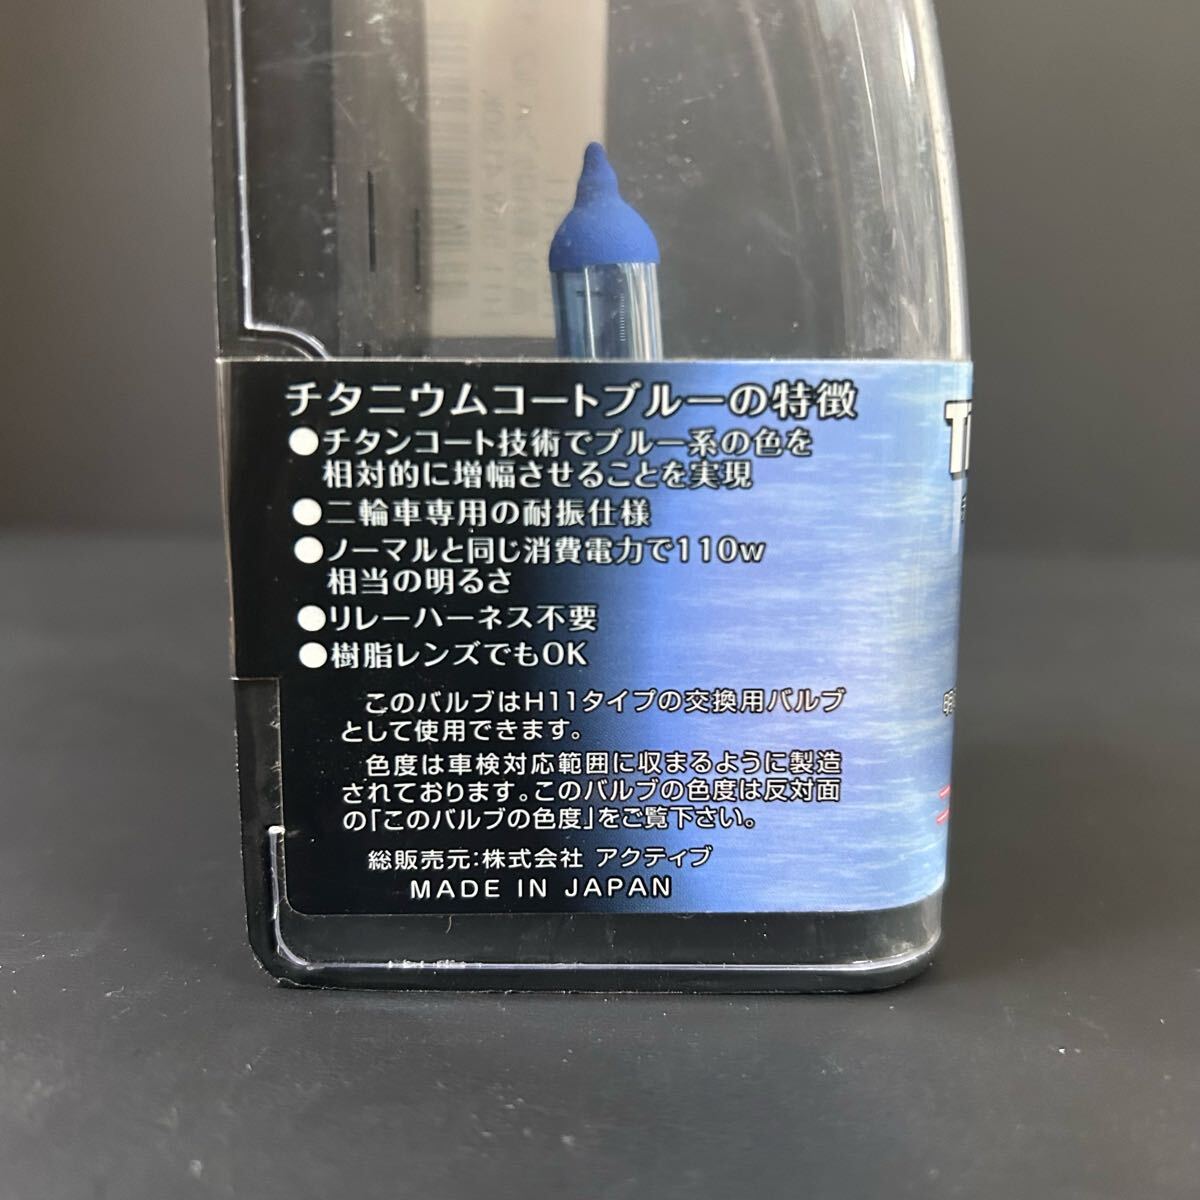 チタニウムコートブルーの特徴
●チタンコート技術でブルー系の色を
相対的に増幅させることを実現
●二輪車専用の耐振仕様
●ノーマルと同じ消費電力で110w
相当の明るさ
●リレーハーネス不要
●樹脂レンズでもOK
このバルブはH11タイプの交換用バルブ
として使用できます。
色度は車検対応範囲に収まるように製造
されております。このバルブの色度は反対面
の「このバルブの色度」をご覧下さい。
総販売元:株式会社 アクティブ
MADE IN JAPAN